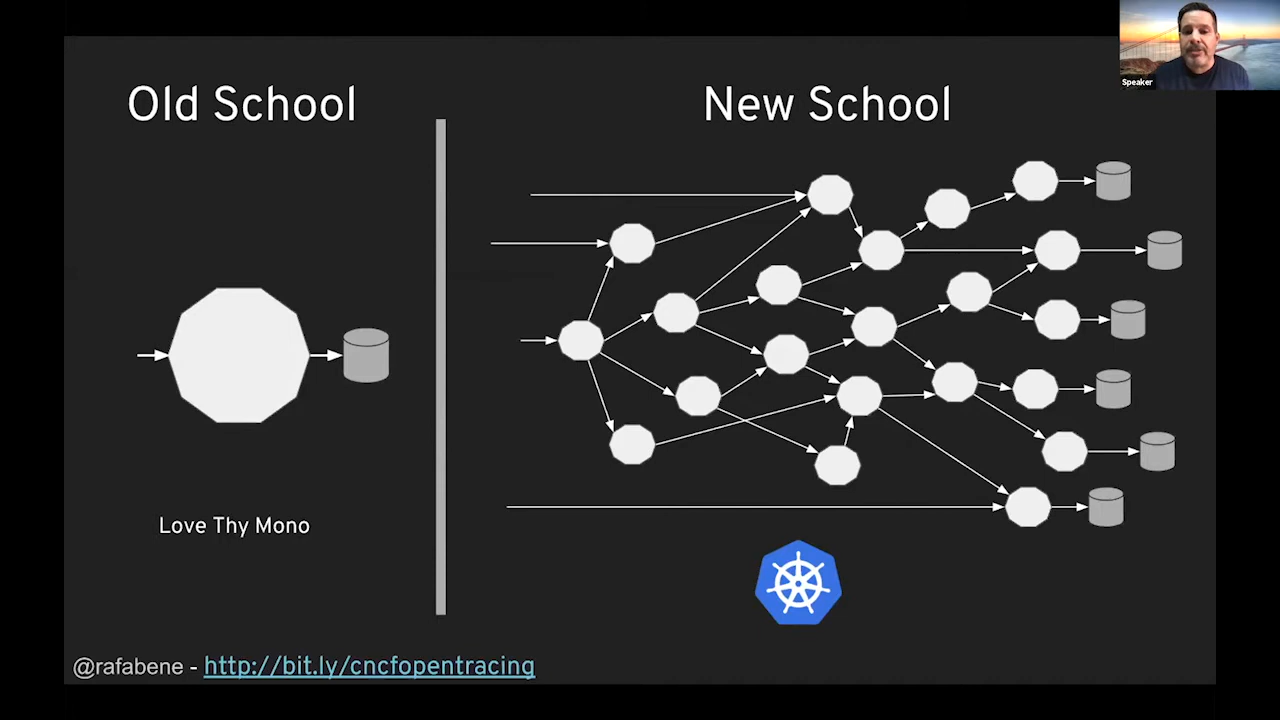 Old School
New School
Speaker
Love Thy Mono
@rafabene - http://bit.ly/cncfopentracing